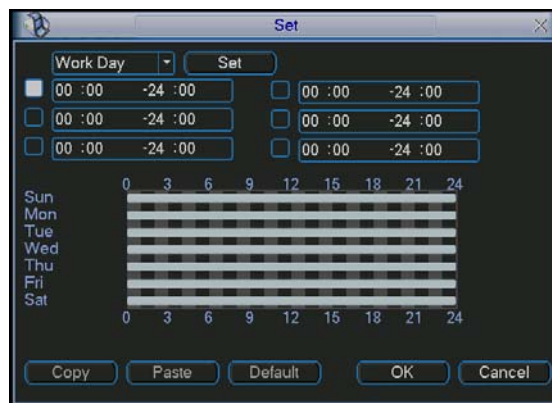 Set
Work Day Set
00 :00 -24 :00 00 :00 -24 :00
00 :00 -24 :00 00 :00 -24 :00
00 :00 -24 :00 00 :00 -24 :00
0 3 6 9 12 15 18 21 24
Sun
Mon
Tue
Wed
Thu
Fri
Sat
0 3 6 9 12 15 18 21 24
Copy Paste Default OK Cancel